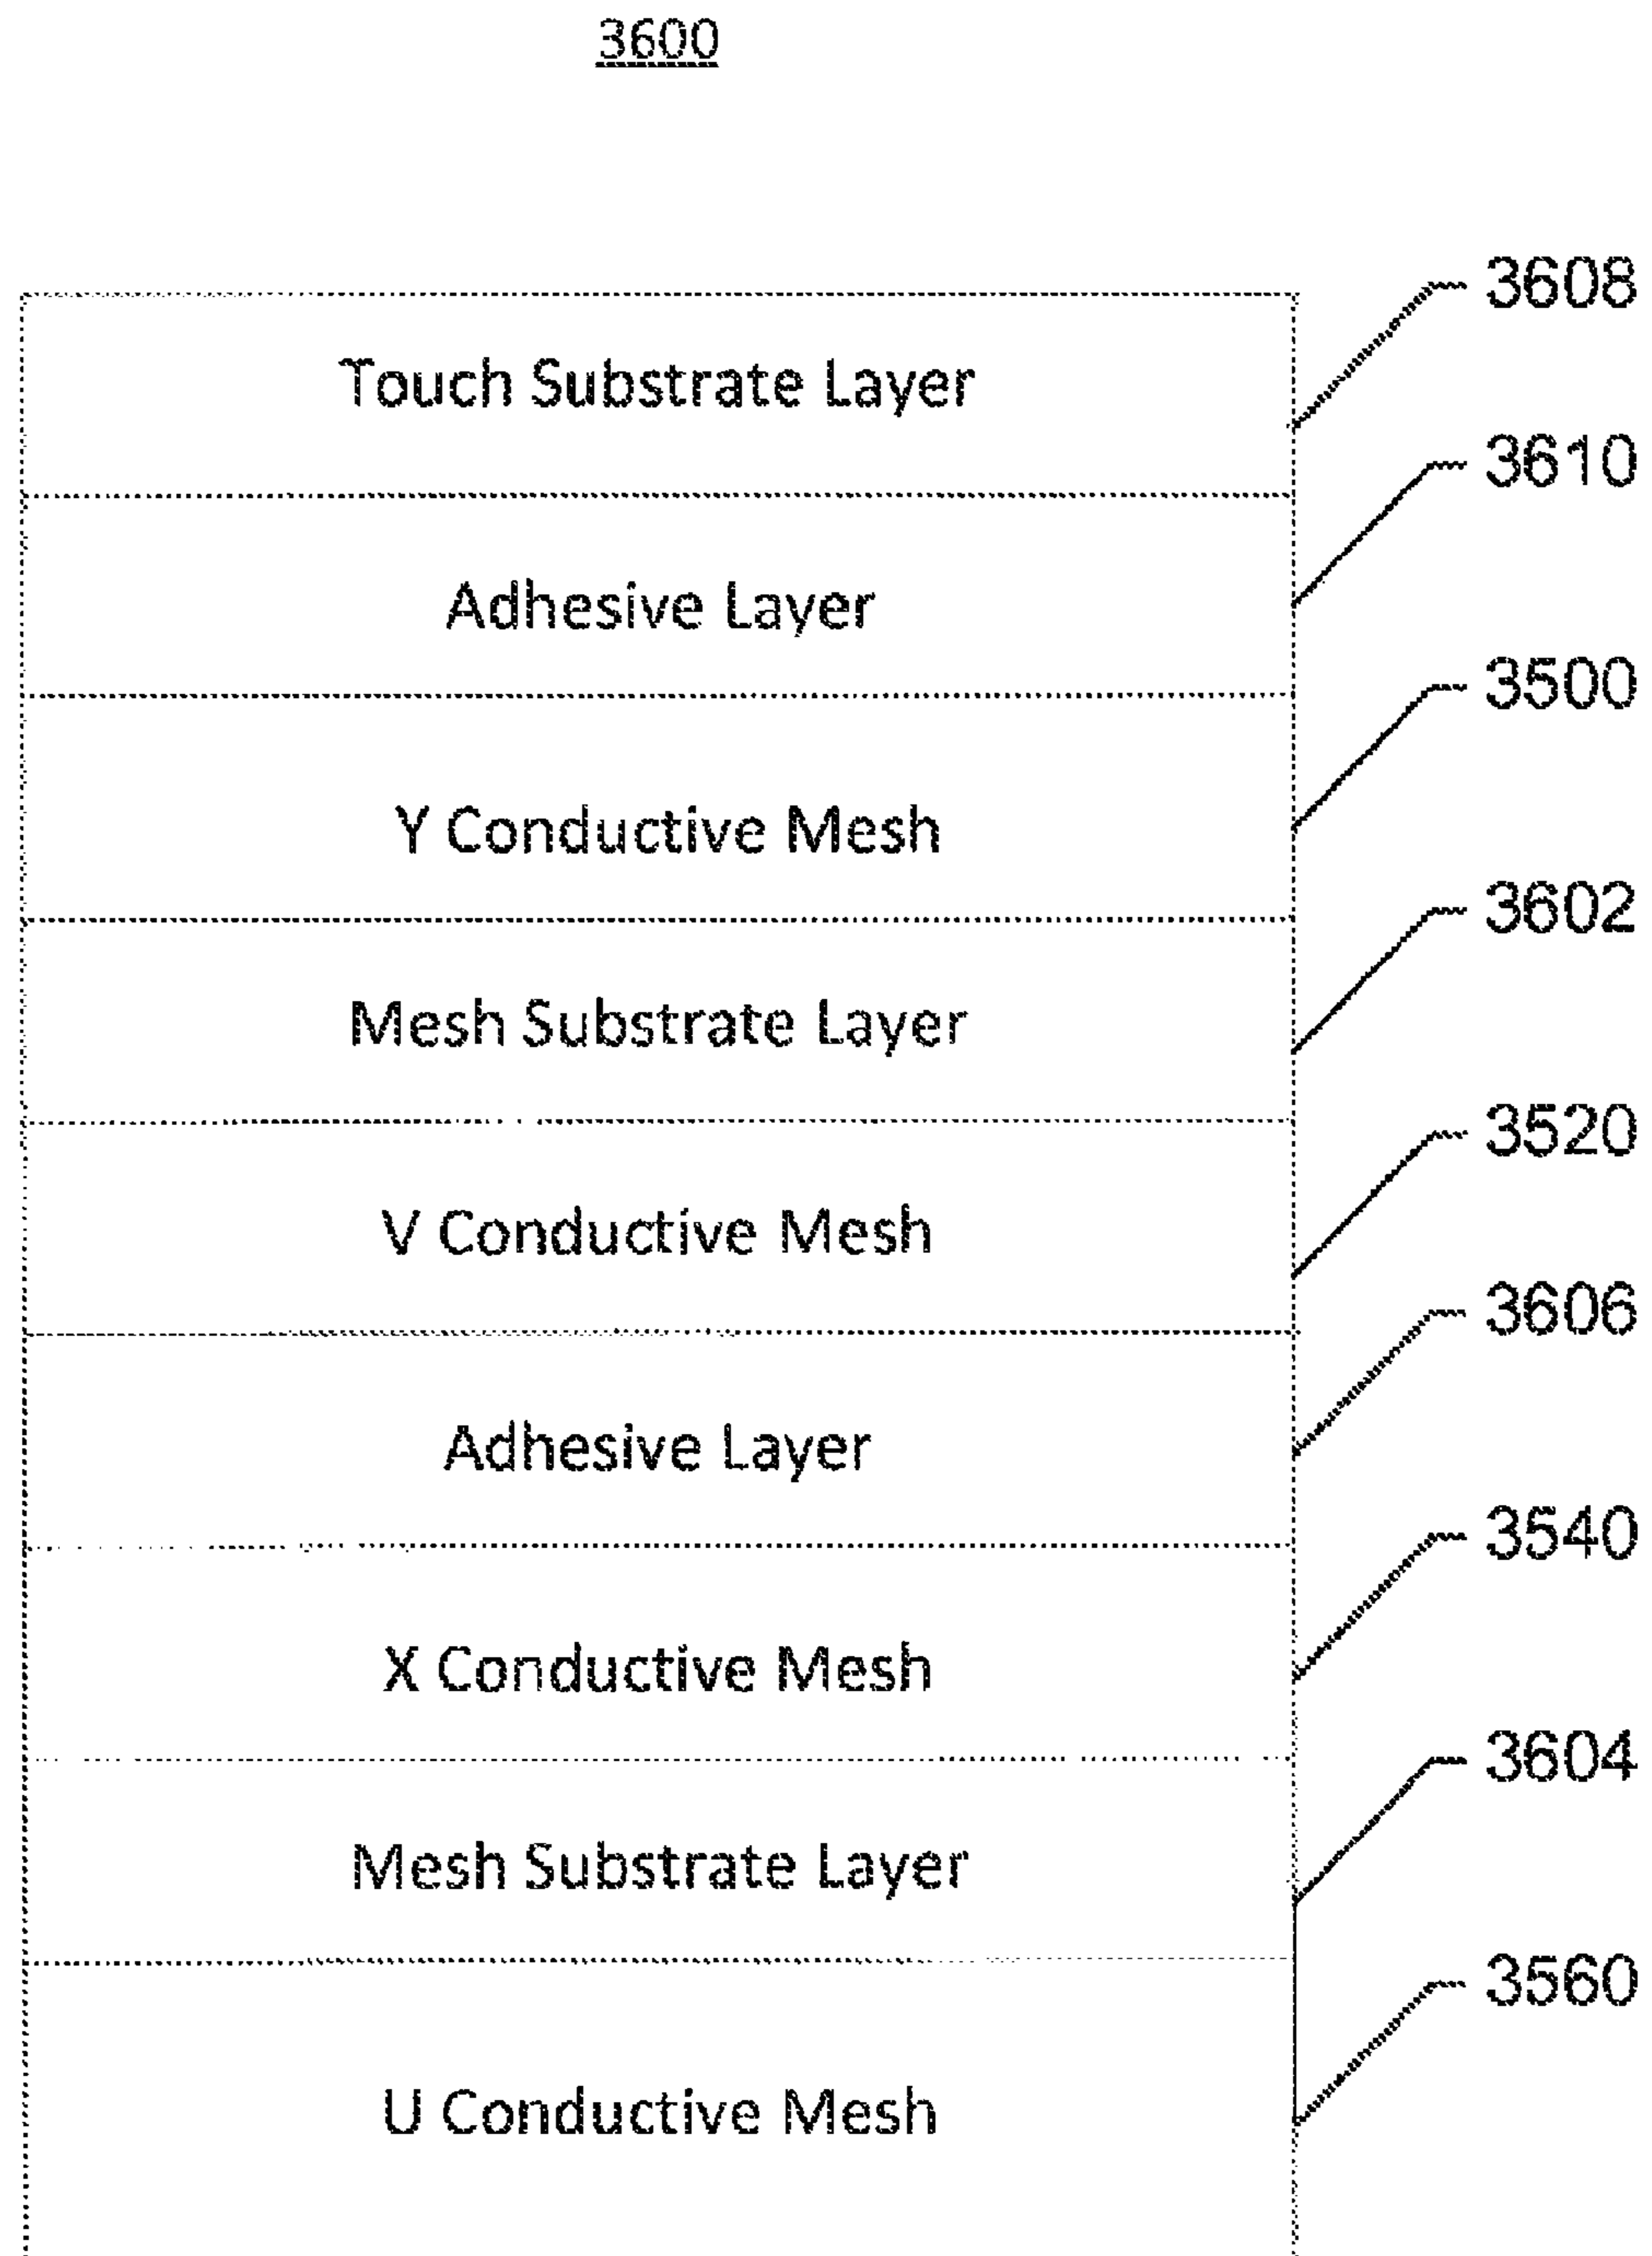 3600
Touch Substrate Layer
3608
Adhesive Layer
3610
Y Conductive Mesh
3500
Mesh Substrate Layer
3602
V Conductive Mesh
3520
Adhesive Layer
3606
X Conductive Mesh
3540
Mesh Substrate Layer
3604
U Conductive Mesh
3560